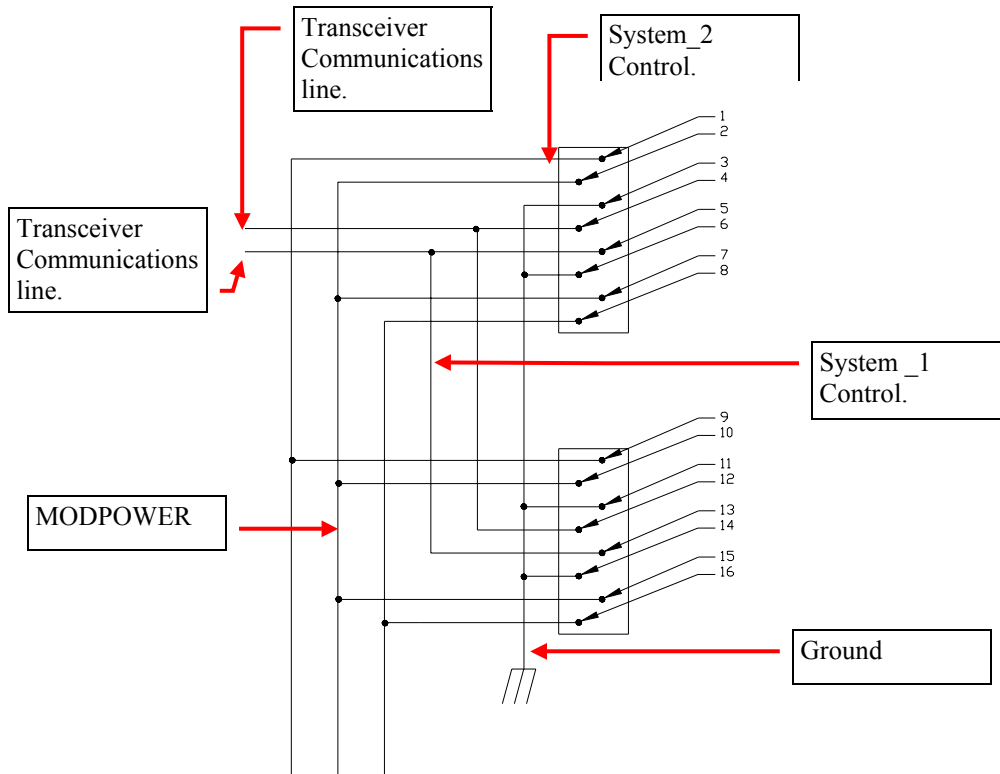 Transceiver
Communications
line.
System_2
Control.
1
2
3
4
5
6
7
8
Transceiver
Communications
line.
System _1
Control.
9
10
11
12
13
14
15
16
MODPOWER
Ground